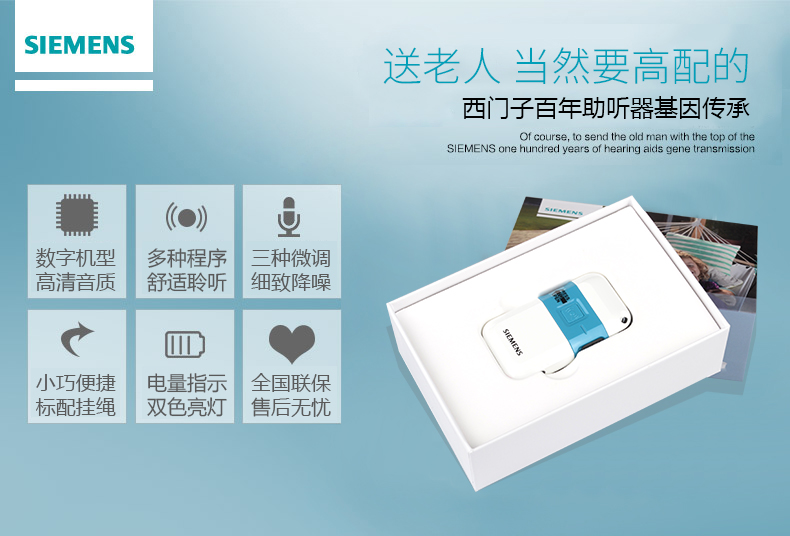 SIEMENS
送老人 当然要高配的
西门子百年助听器基因传承
Of course, to send the old man with the top of the
SIEMENS one hundred years of hearing aids gene transmission
数字机型
高清音质
多种程序
舒适聆听
三种微调
细致降噪
小巧便捷
标配挂绳
电量指示
双色亮灯
全国联保
售后无忧
SIEMENS
SIEMENS